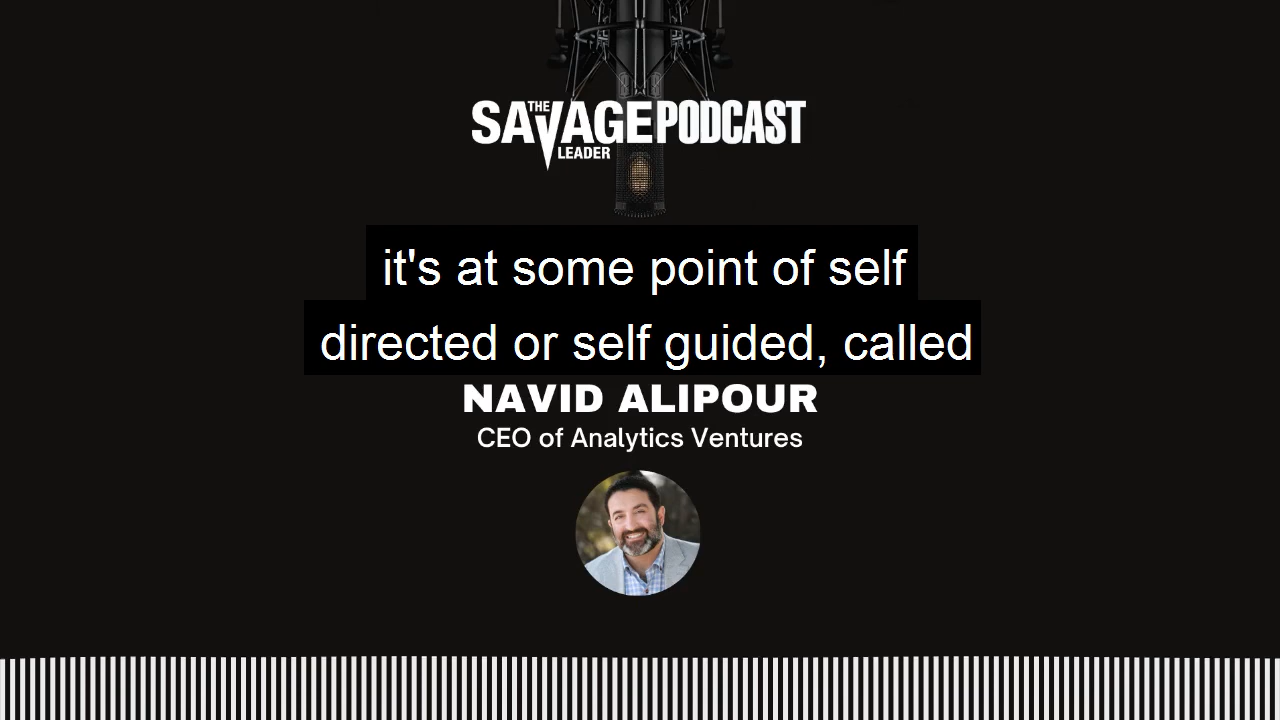 THE
SAVAGE PODCAST
LEADER
it's at some point of self
directed or self guided, called
NAVID ALIPOUR
CEO of Analytics Ventures